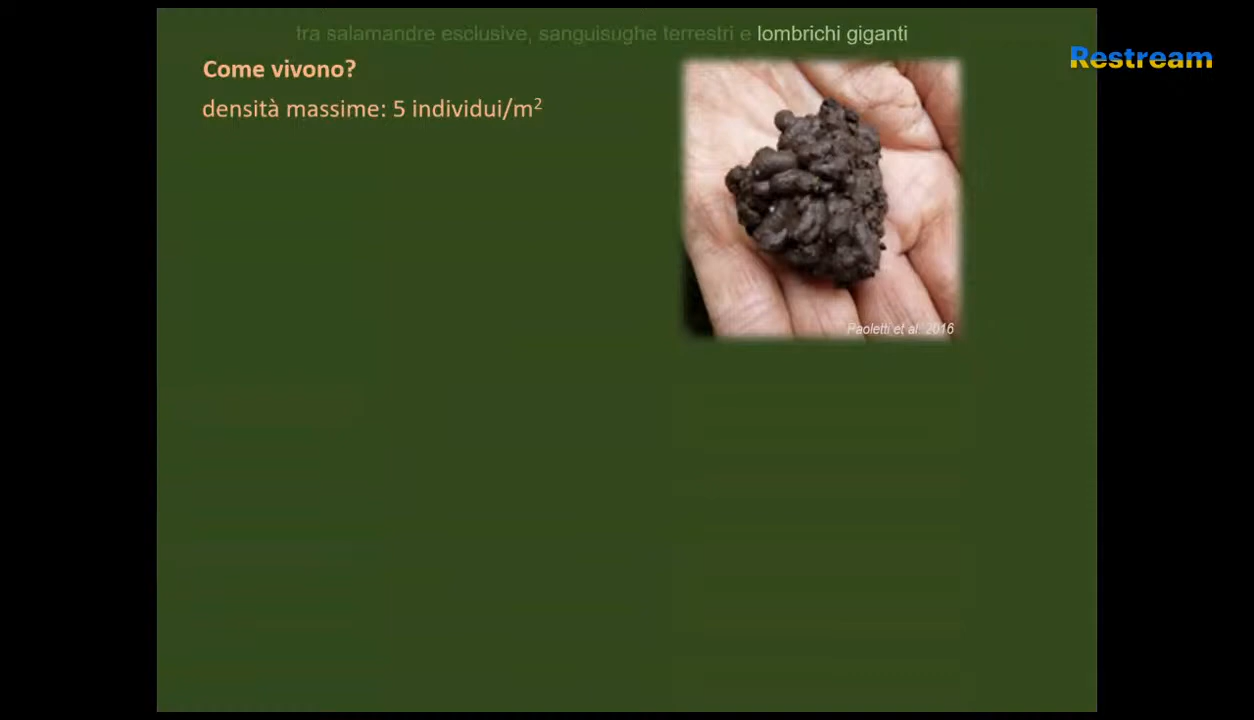 tra salamandre esclusive, sanguisughe terrestri e lombrichi giganti
Restream
Come vivono?
densità massime: 5 individui/m²
Paoletti et al. 2016